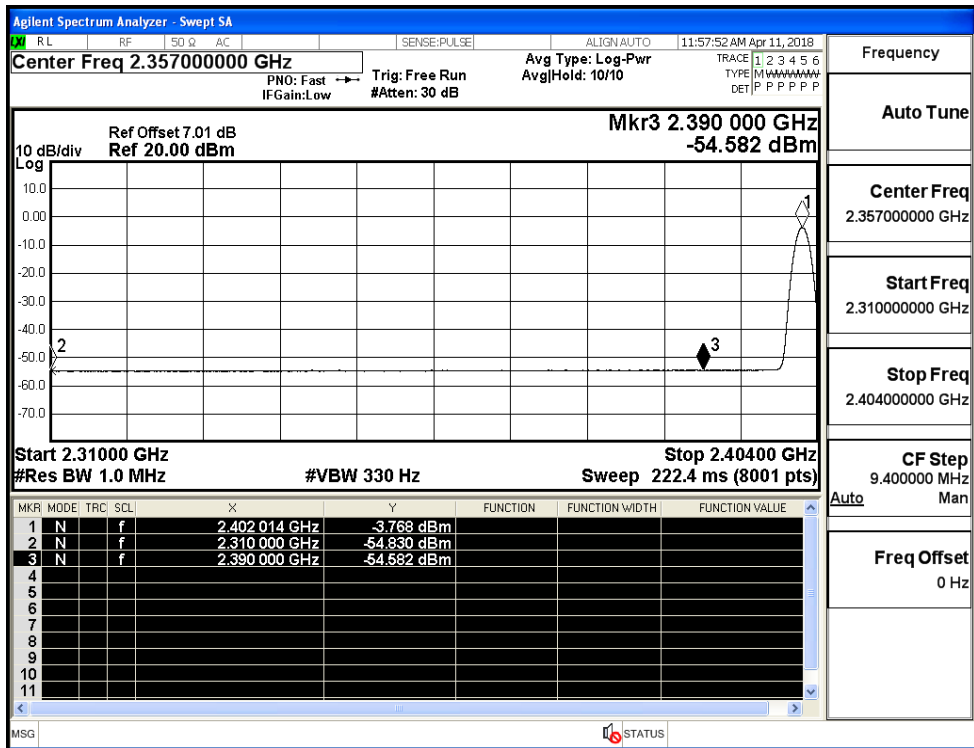 Agilent Spectrum Analyzer - Swept SA
LXI RL RF 50 Ω AC SENSE:PULSE ALIGN AUTO 11:57:52 AM Apr 11, 2018
Center Freq 2.357000000 GHz
PNO: Fast
IFGain:Low
Trig: Free Run
#Atten: 30 dB
Avg Type: Log-Pwr
Avg|Hold: 10/10
TRACE 1 2 3 4 5 6
TYPE M WWWWW
DET P P P P P P
Frequency
Auto Tune
Center Freq
2.357000000 GHz
Start Freq
2.310000000 GHz
Stop Freq
2.404000000 GHz
CF Step
9.400000 MHz
Auto Man
Freq Offset
0 Hz
Mkr3 2.390 000 GHz
-54.582 dBm
Ref Offset 7.01 dB
10 dB/div Ref 20.00 dBm
Log
10.0
0.00
-10.0
-20.0
-30.0
-40.0
-50.0
-60.0
-70.0
1
2
3
Start 2.31000 GHz Stop 2.40400 GHz
#Res BW 1.0 MHz #VBW 330 Hz Sweep 222.4 ms (8001 pts)
MKR MODE TRC SCL X Y FUNCTION FUNCTION WIDTH FUNCTION VALUE
1 N f 2.402 014 GHz -3.768 dBm
2 N f 2.310 000 GHz -54.830 dBm
3 N f 2.390 000 GHz -54.582 dBm
4
5
6
7
8
9
10
11
MSG STATUS